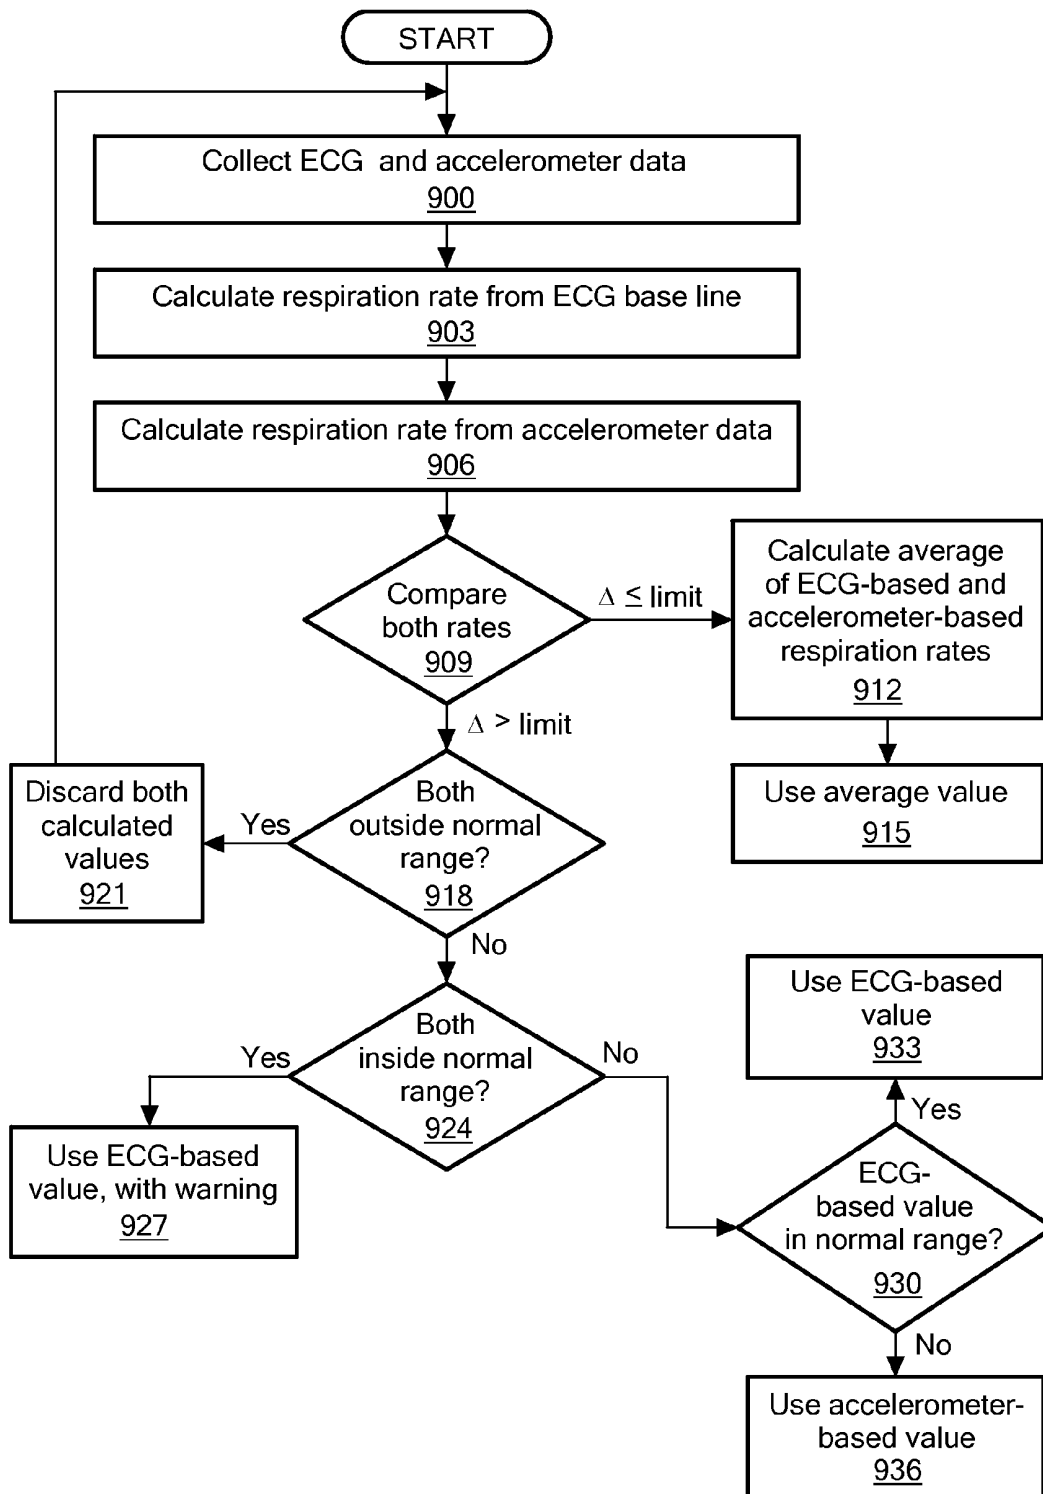 START
Collect ECG and accelerometer data
900
Calculate respiration rate from ECG base line
903
Calculate respiration rate from accelerometer data
906
Compare
both rates
909
Δ ≤ limit
Calculate average
of ECG-based and
accelerometer-based
respiration rates
912
Use average value
915
Δ > limit
Both
outside normal
range?
918
Yes
Discard both
calculated
values
921
No
Both
inside normal
range?
924
Yes
Use ECG-based
value, with warning
927
No
ECG-
based value
in normal range?
930
Yes
Use ECG-based
value
933
No
Use accelerometer-
based value
936